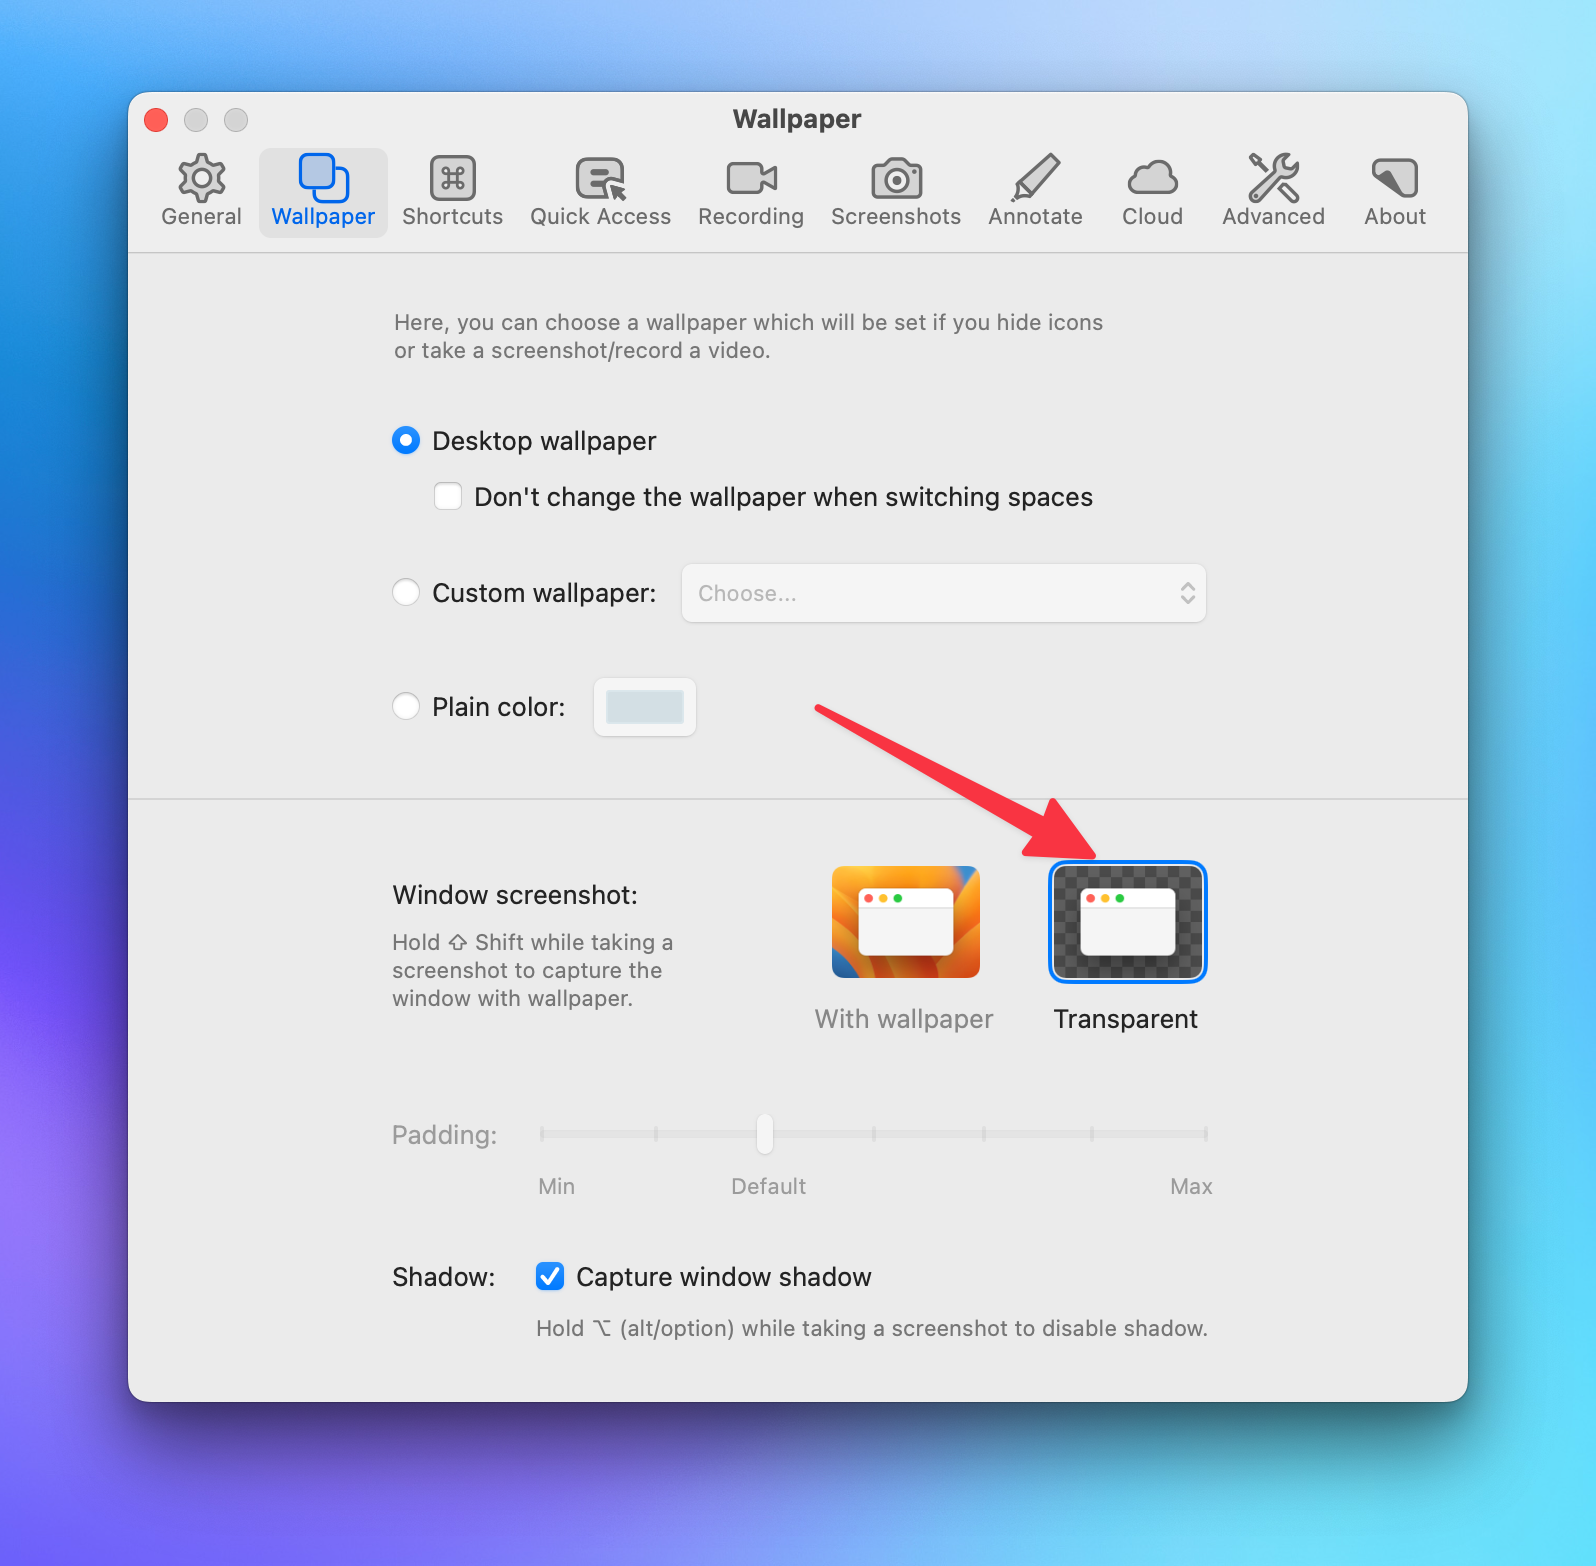 Wallpaper
General
Wallpaper
Shortcuts
Quick Access
Recording
Screenshots
Annotate
Cloud
Advanced
About
Here, you can choose a wallpaper which will be set if you hide icons
or take a screenshot/record a video.
Desktop wallpaper
Don't change the wallpaper when switching spaces
Custom wallpaper:
Choose...
Plain color:
Window screenshot:
Hold ⇧ Shift while taking a
screenshot to capture the
window with wallpaper.
With wallpaper
Transparent
Padding:
Min
Default
Max
Shadow:
Capture window shadow
Hold ⌥ (alt/option) while taking a screenshot to disable shadow.